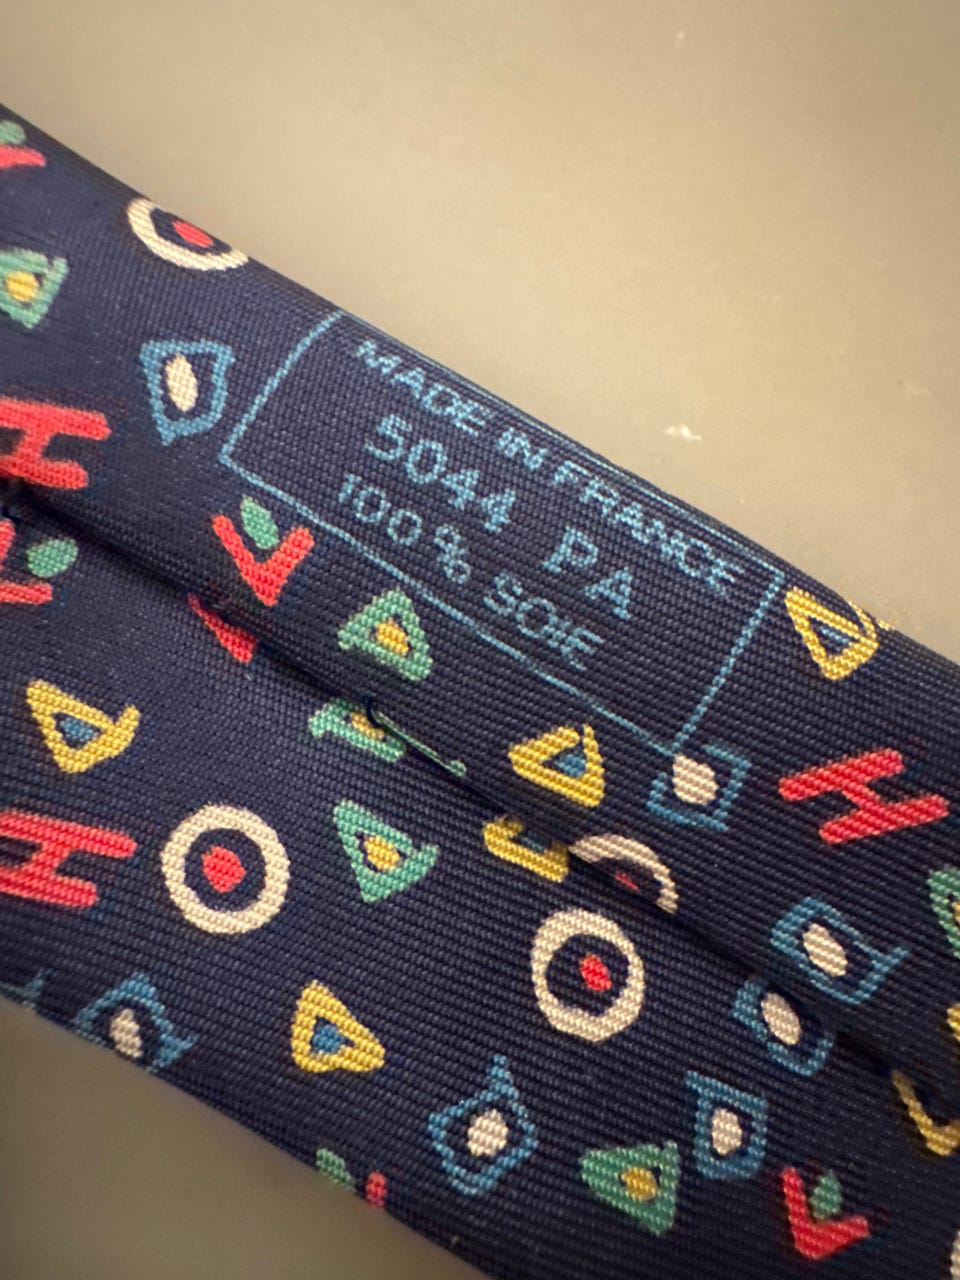 MADE IN FRANCE
5044 PA
100% SOIE